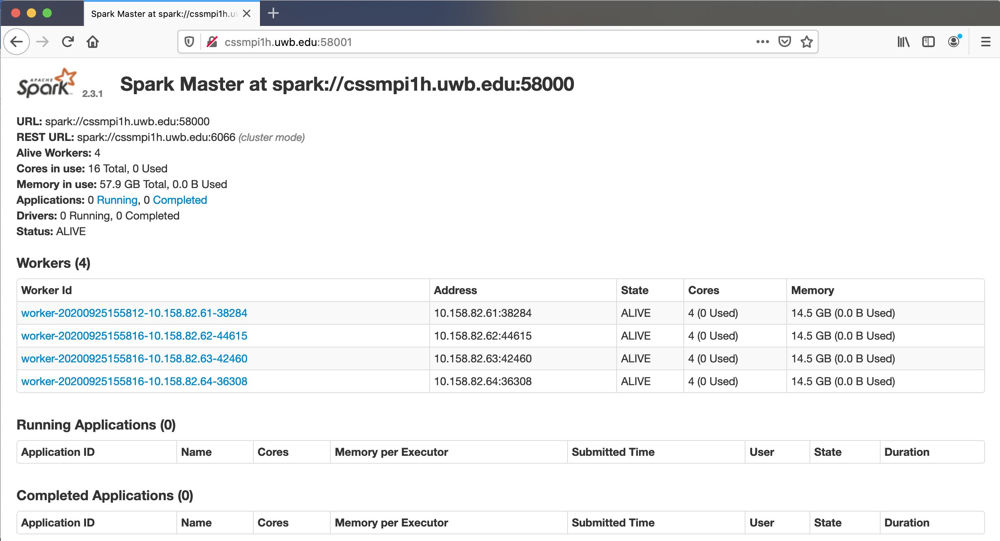 Spark Master at spark://cssmpi1h.uw
cssmpi1h.uwb.edu:58001
APACHE
Spark 2.3.1 Spark Master at spark://cssmpi1h.uwb.edu:58000
URL: spark://cssmpi1h.uwb.edu:58000
REST URL: spark://cssmpi1h.uwb.edu:6066 (cluster mode)
Alive Workers: 4
Cores in use: 16 Total, 0 Used
Memory in use: 57.9 GB Total, 0.0 B Used
Applications: 0 Running, 0 Completed
Drivers: 0 Running, 0 Completed
Status: ALIVE
Workers (4)
Worker Id Address State Cores Memory
worker-20200925155812-10.158.82.61-38284 10.158.82.61:38284 ALIVE 4 (0 Used) 14.5 GB (0.0 B Used)
worker-20200925155816-10.158.82.62-44615 10.158.82.62:44615 ALIVE 4 (0 Used) 14.5 GB (0.0 B Used)
worker-20200925155816-10.158.82.63-42460 10.158.82.63:42460 ALIVE 4 (0 Used) 14.5 GB (0.0 B Used)
worker-20200925155816-10.158.82.64-36308 10.158.82.64:36308 ALIVE 4 (0 Used) 14.5 GB (0.0 B Used)
Running Applications (0)
Application ID Name Cores Memory per Executor Submitted Time User State Duration
Completed Applications (0)
Application ID Name Cores Memory per Executor Submitted Time User State Duration